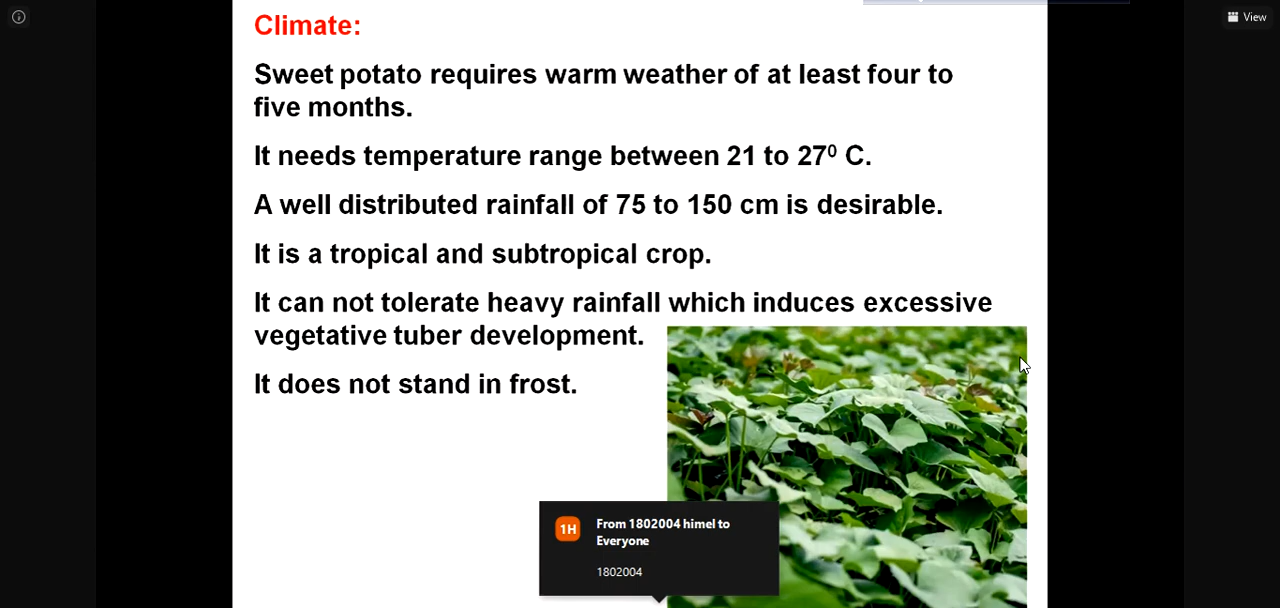 View
Climate:
Sweet potato requires warm weather of at least four to
five months.
It needs temperature range between 21 to 27⁰ C.
A well distributed rainfall of 75 to 150 cm is desirable.
It is a tropical and subtropical crop.
It can not tolerate heavy rainfall which induces excessive
vegetative tuber development.
It does not stand in frost.
1H
From 1802004 himel to
Everyone
1802004